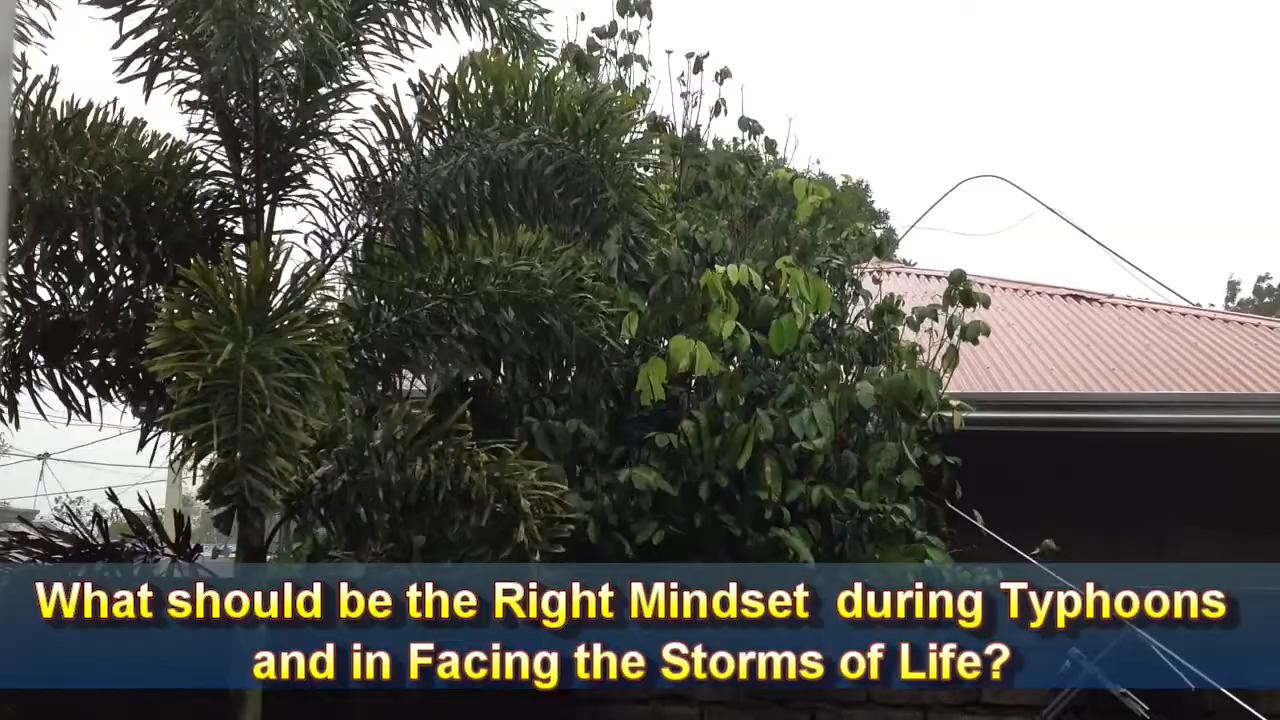 What should be the Right Mindset during Typhoons
and in Facing the Storms of Life?